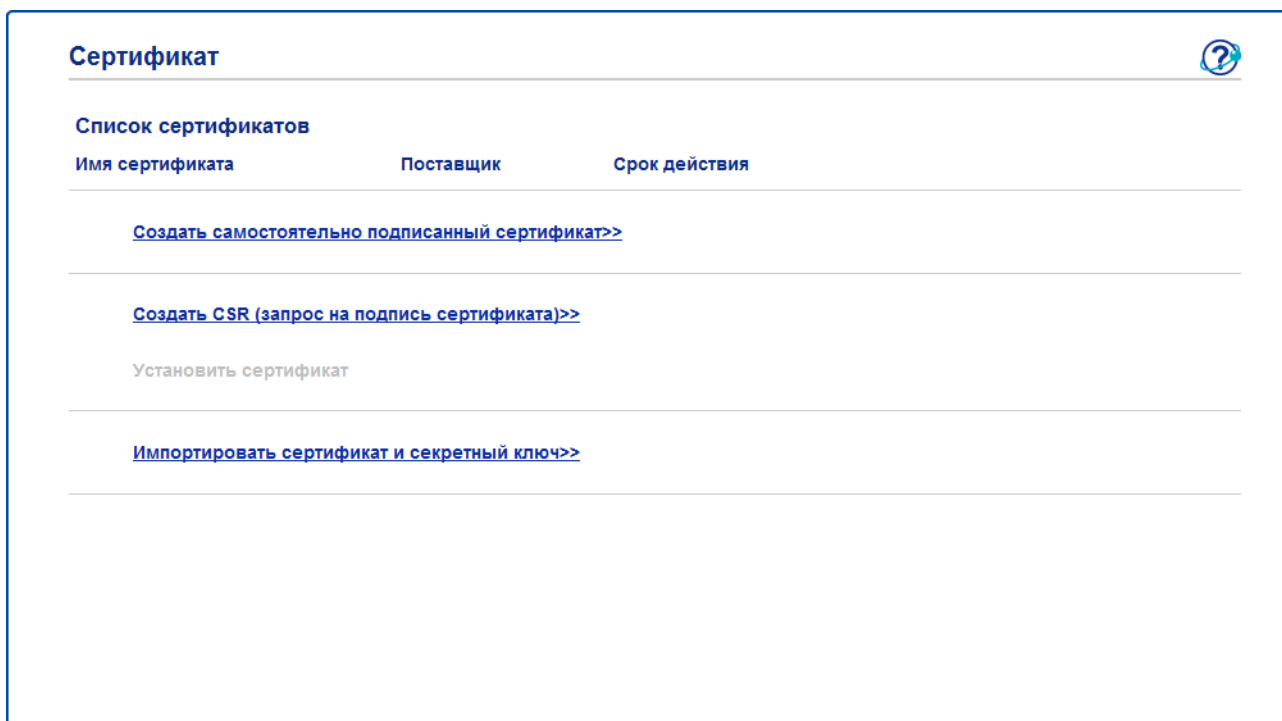 Сертификат
Список сертификатов
Имя сертификата Поставщик Срок действия
Создать самостоятельно подписанный сертификат>>
Создать CSR (запрос на подпись сертификата)>>
Установить сертификат
Импортировать сертификат и секретный ключ>>